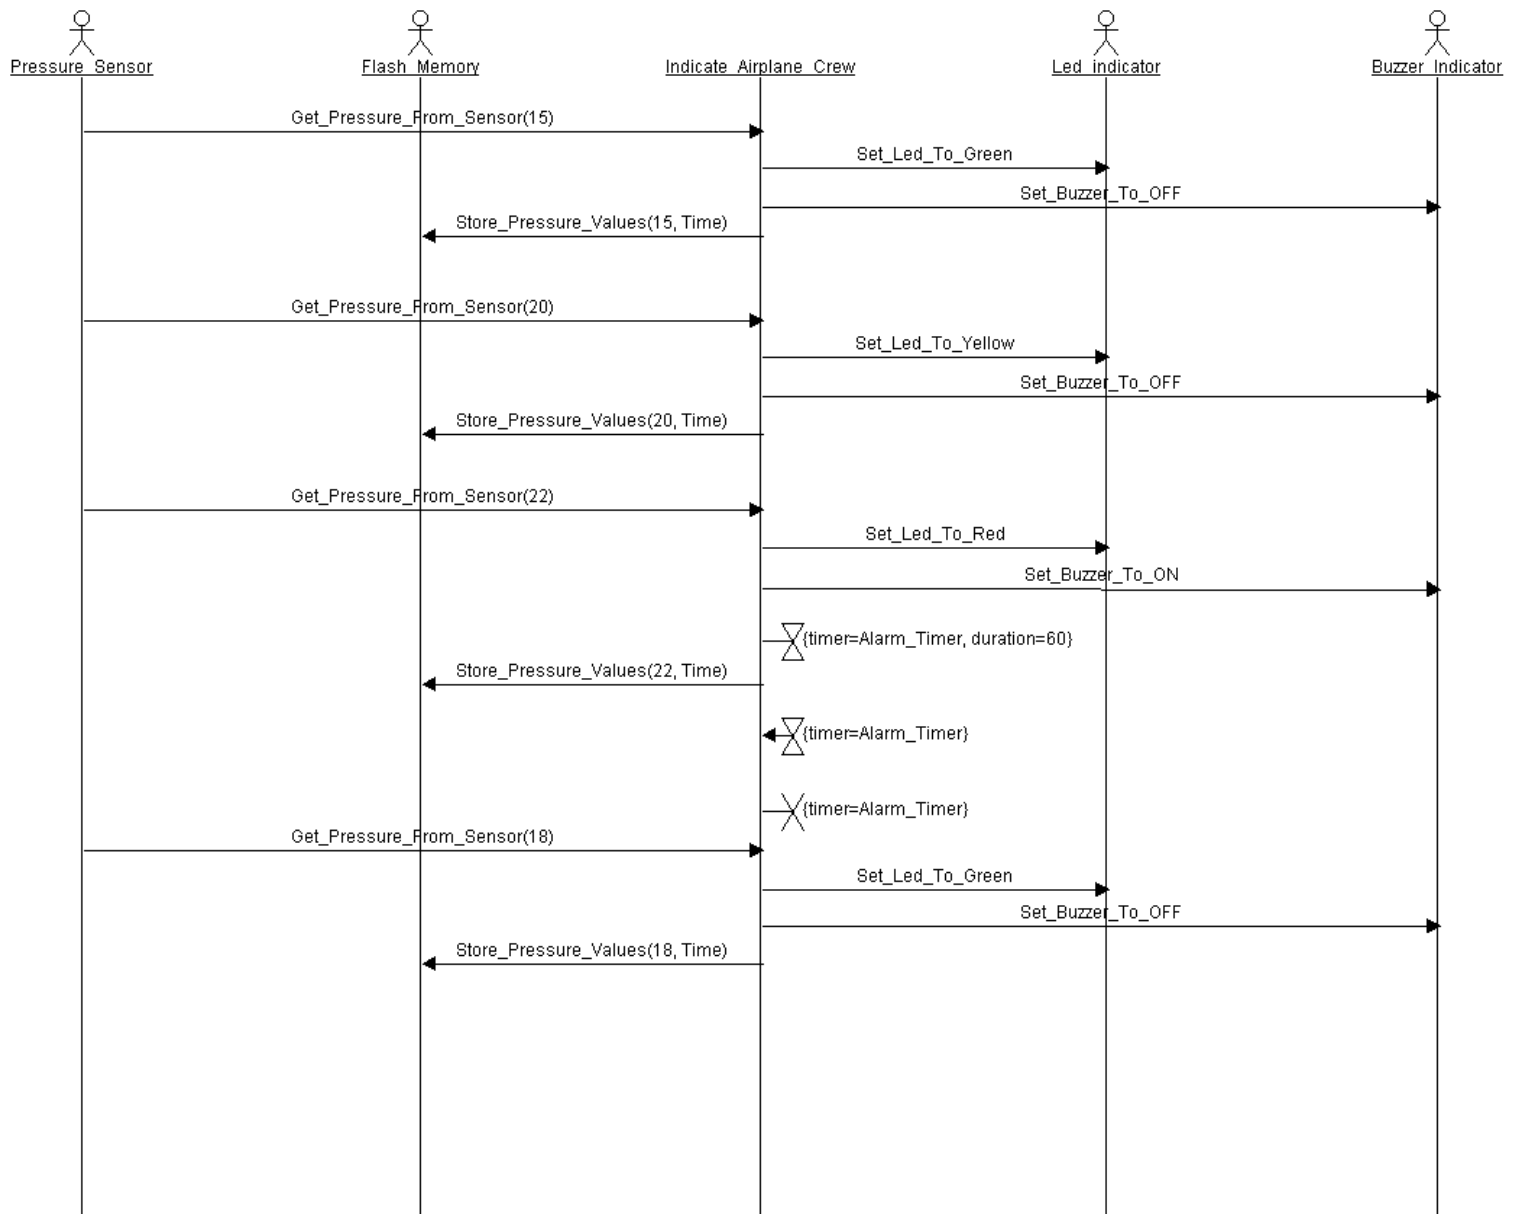 Pressure_Sensor
Flash_Memory
Indicate_Airplane_Crew
Led_indicator
Buzzer_Indicator
Get_Pressure_From_Sensor(15)
Set_Led_To_Green
Set_Buzzer_To_OFF
Store_Pressure_Values(15, Time)
Get_Pressure_From_Sensor(20)
Set_Led_To_Yellow
Set_Buzzer_To_OFF
Store_Pressure_Values(20, Time)
Get_Pressure_From_Sensor(22)
Set_Led_To_Red
Set_Buzzer_To_ON
{timer=Alarm_Timer, duration=60}
Store_Pressure_Values(22, Time)
{timer=Alarm_Timer}
{timer=Alarm_Timer}
Get_Pressure_From_Sensor(18)
Set_Led_To_Green
Set_Buzzer_To_OFF
Store_Pressure_Values(18, Time)